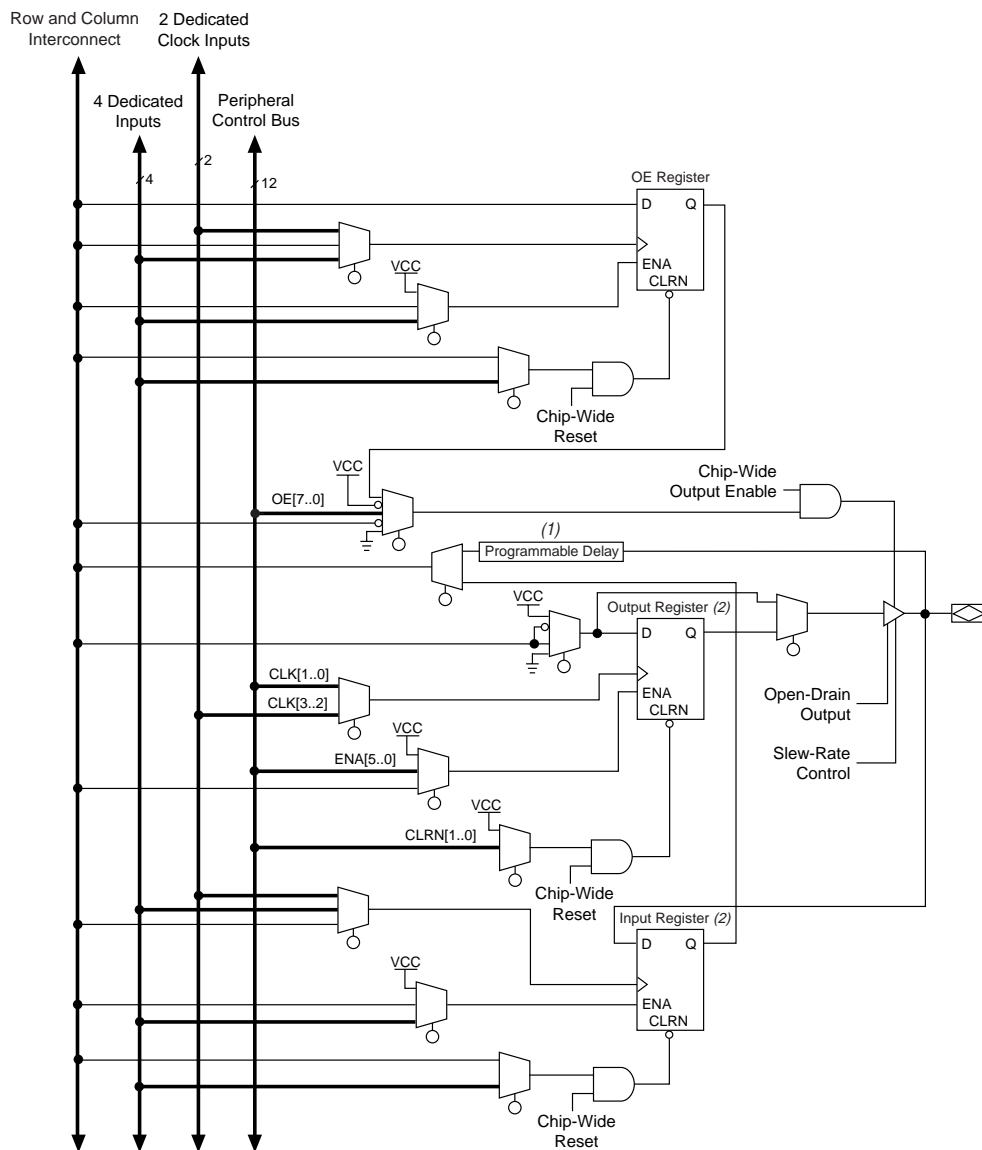 Row and Column
Interconnect
2 Dedicated
Clock Inputs
4 Dedicated
Inputs
Peripheral
Control Bus
2
4
12
OE Register
D Q
ENA
CLRN
VCC
Chip-Wide
Reset
VCC
OE[7..0]
Chip-Wide
Output Enable
(1)
Programmable Delay
VCC
Output Register (2)
D Q
ENA
CLRN
CLK[1..0]
CLK[3..2]
Open-Drain
Output
Slew-Rate
Control
VCC
ENA[5..0]
VCC
CLRN[1..0]
Chip-Wide
Reset
Input Register (2)
D Q
ENA
CLRN
VCC
Chip-Wide
Reset